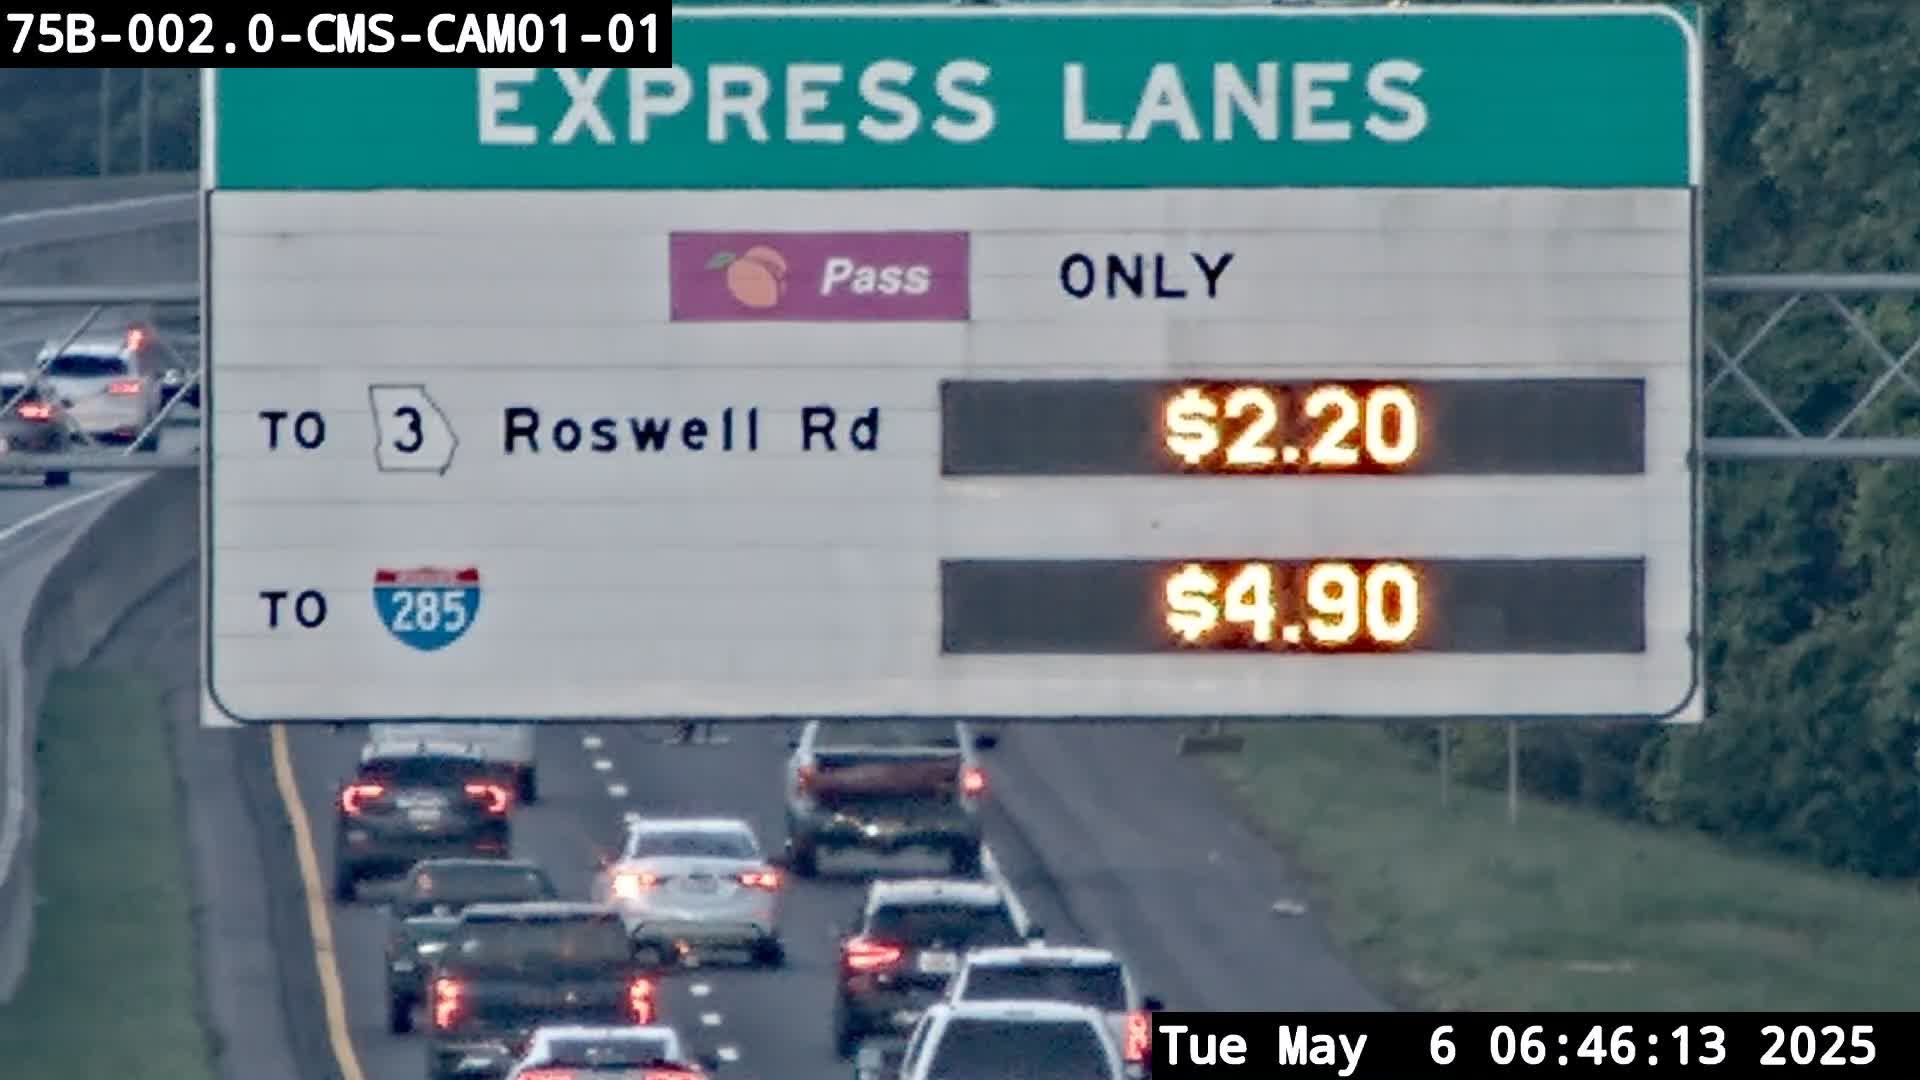 75B-002.0-CMS-CAM01-01
EXPRESS LANES
Pass ONLY
TO 3 Roswell Rd $2.20
TO 285 $4.90
Tue May 6 06:46:13 2025